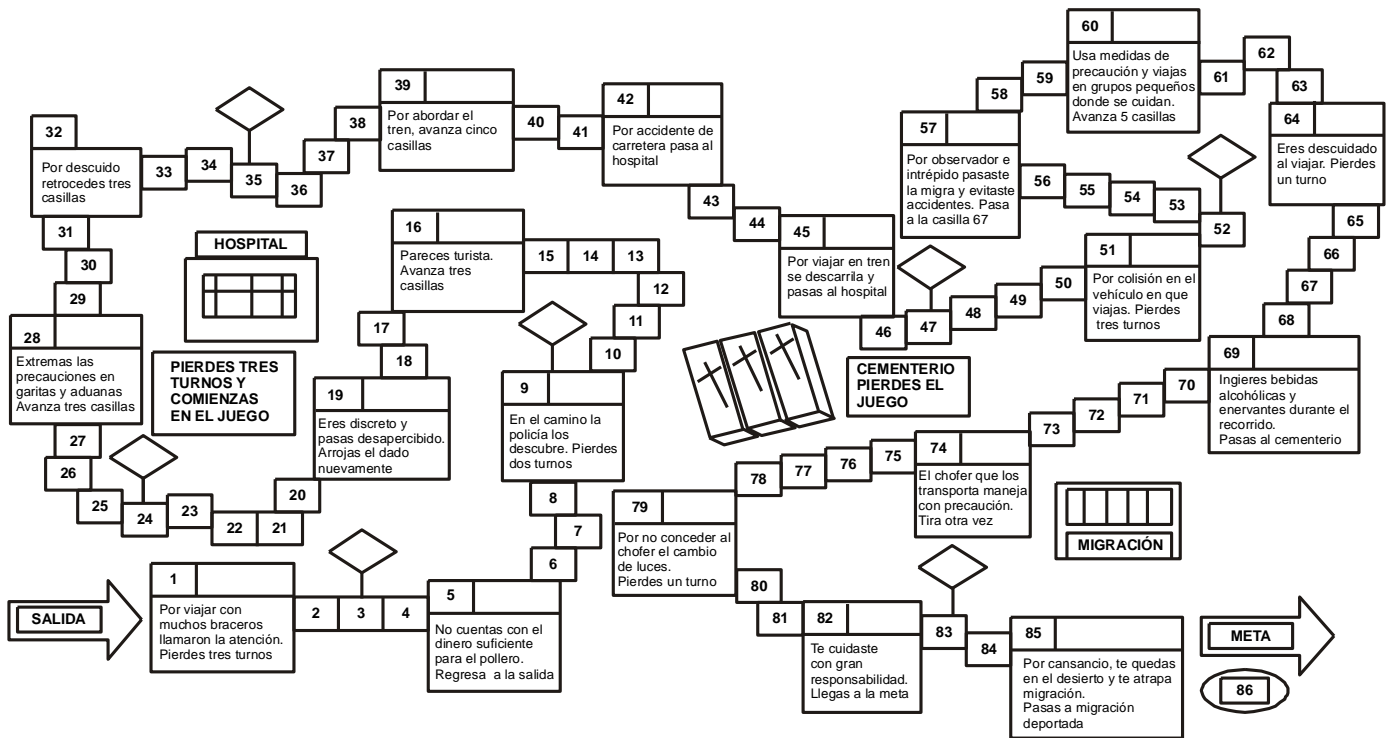 SALIDA
1
Por viajar con
muchos braceros
llamaron la atención.
Pierdes tres turnos
2
3
4
5
No cuentas con el
dinero suficiente
para el pollero.
Regresa a la salida
6
7
8
9
En el camino la
policía los
descubre. Pierdes
dos turnos
10
11
12
13
14
15
16
Pareces turista.
Avanza tres
casillas
17
18
19
Eres discreto y
pasas desapercibido.
Arrojas el dado
nuevamente
20
21
22
23
24
25
26
27
28
Extremas las
precauciones en
garitas y aduanas
Avanza tres casillas
29
30
31
32
Por descuido
retrocedes tres
casillas
33
34
35
36
37
38
39
Por abordar el
tren, avanza cinco
casillas
40
41
42
Por accidente de
carretera pasa al
hospital
43
44
45
Por viajar en tren
se descarrila y
pasas al hospital
46
47
48
49
50
51
Por colisión en el
vehículo en que
viajas. Pierdes
tres turnos
52
53
54
55
56
57
Por observador e
intrépido pasaste
la migra y evitaste
accidentes. Pasa
a la casilla 67
58
59
60
Usa medidas de
precaución y viajas
en grupos pequeños
donde se cuidan.
Avanza 5 casillas
61
62
63
64
Eres descuidado
al viajar. Pierdes
un turno
65
66
67
68
69
Ingieres bebidas
alcohólicas y
enervantes durante el
recorrido.
Pasas al cementerio
70
71
72
73
74
El chofer que los
transporta maneja
con precaución.
Tira otra vez
75
76
77
78
79
Por no conceder al
chofer el cambio
de luces.
Pierdes un turno
80
81
82
Te cuidaste
con gran
responsabilidad.
Llegas a la meta
83
84
85
Por cansancio, te quedas
en el desierto y te atrapa
migración.
Pasas a migración
deportada
META
86
HOSPITAL
PIERDES TRES
TURNOS Y
COMIENZAS
EN EL JUEGO
CEMENTERIO
PIERDES EL
JUEGO
MIGRACIÓN